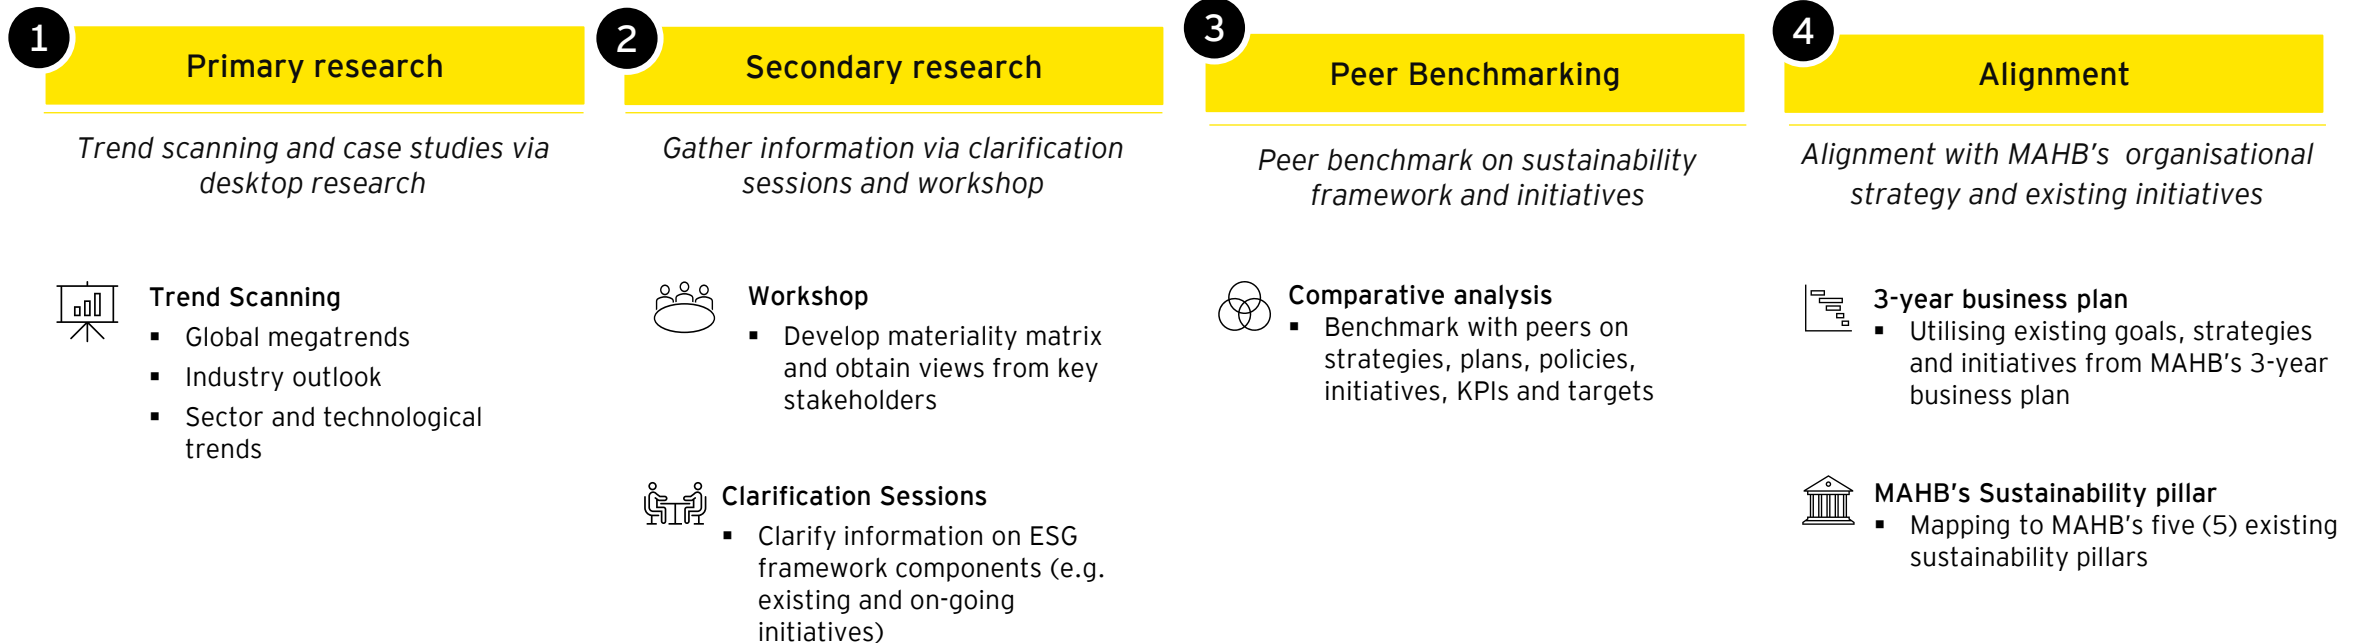 1
Primary research
Trend scanning and case studies via
desktop research
Trend Scanning
▪ Global megatrends
▪ Industry outlook
▪ Sector and technological
trends
2
Secondary research
Gather information via clarification
sessions and workshop
Workshop
▪ Develop materiality matrix
and obtain views from key
stakeholders
Clarification Sessions
▪ Clarify information on ESG
framework components (e.g.
existing and on-going
initiatives)
3
Peer Benchmarking
Peer benchmark on sustainability
framework and initiatives
Comparative analysis
▪ Benchmark with peers on
strategies, plans, policies,
initiatives, KPIs and targets
4
Alignment
Alignment with MAHB's organisational
strategy and existing initiatives
3-year business plan
▪ Utilising existing goals, strategies
and initiatives from MAHB's 3-year
business plan
MAHB's Sustainability pillar
▪ Mapping to MAHB's five (5) existing
sustainability pillars